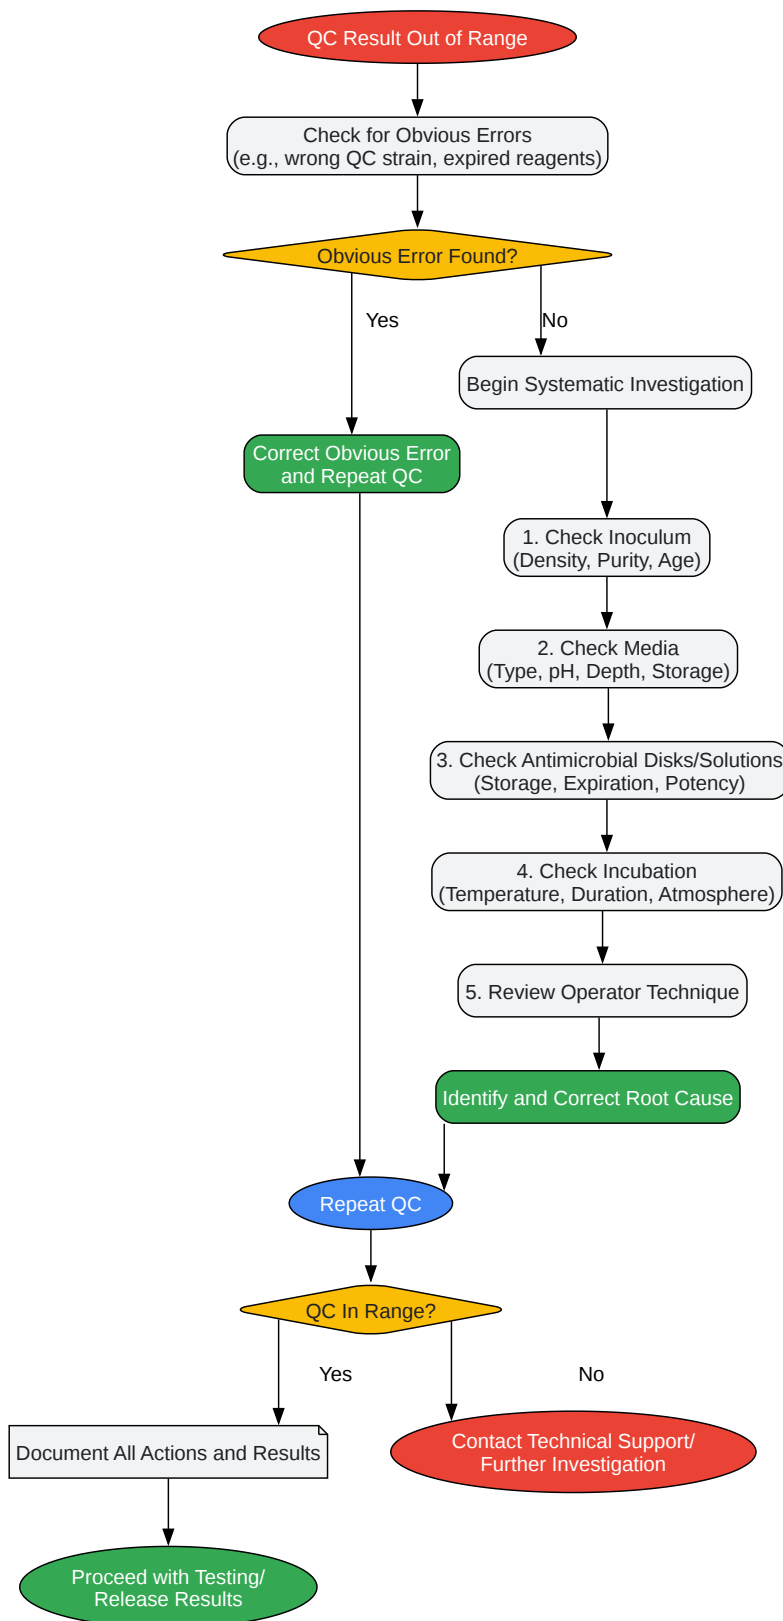 QC Result Out of Range
Check for Obvious Errors
(e.g., wrong QC strain, expired reagents)
Obvious Error Found?
Yes
No
Begin Systematic Investigation
Correct Obvious Error
and Repeat QC
1. Check Inoculum
(Density, Purity, Age)
2. Check Media
(Type, pH, Depth, Storage)
3. Check Antimicrobial Disks/Solutions
(Storage, Expiration, Potency)
4. Check Incubation
(Temperature, Duration, Atmosphere)
5. Review Operator Technique
Identify and Correct Root Cause
Repeat QC
QC In Range?
Yes
No
Document All Actions and Results
Contact Technical Support/
Further Investigation
Proceed with Testing/
Release Results